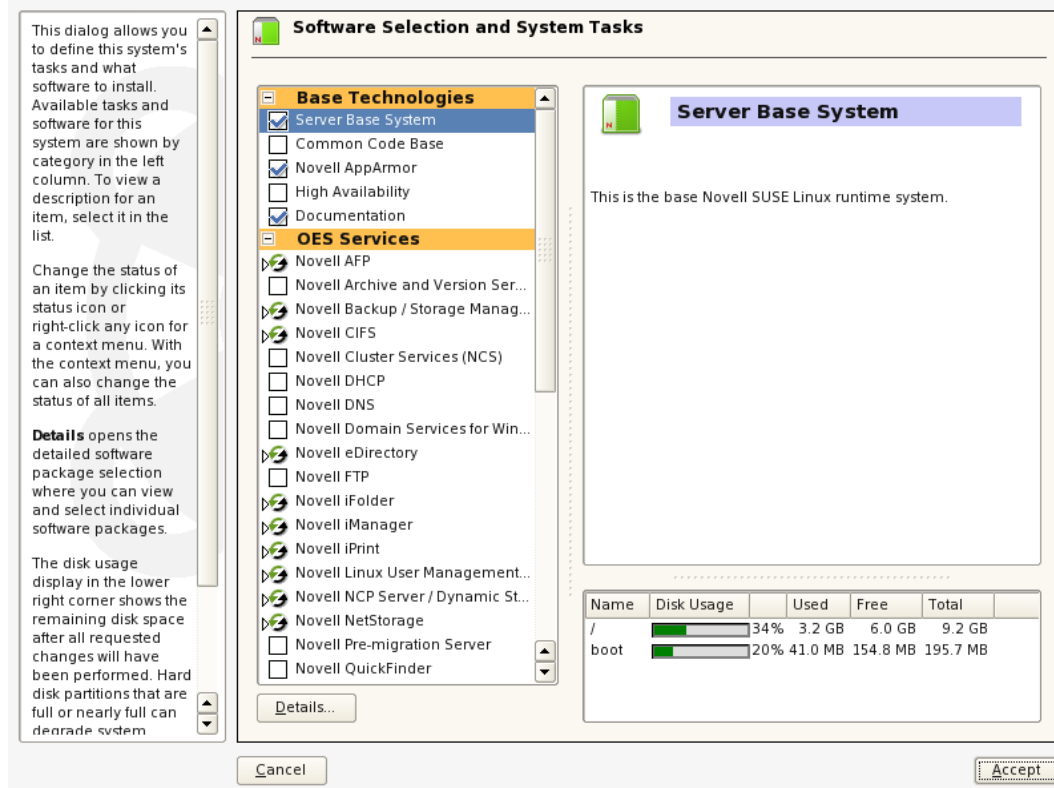 This dialog allows you
to define this system's
tasks and what
software to install.
Available tasks and
software for this
system are shown by
category in the left
column. To view a
description for an
item, select it in the
list.
Change the status of
an item by clicking its
status icon or
right-click any icon for
a context menu. With
the context menu, you
can also change the
status of all items.
Details opens the
detailed software
package selection
where you can view
and select individual
software packages.
The disk usage
display in the lower
right corner shows the
remaining disk space
after all requested
changes will have
been performed. Hard
disk partitions that are
full or nearly full can
degrade system
Software Selection and System Tasks
Base Technologies
Server Base System
Common Code Base
Novell AppArmor
High Availability
Documentation
OES Services
Novell AFP
Novell Archive and Version Ser...
Novell Backup / Storage Manag...
Novell CIFS
Novell Cluster Services (NCS)
Novell DHCP
Novell DNS
Novell Domain Services for Win...
Novell eDirectory
Novell FTP
Novell iFolder
Novell iManager
Novell iPrint
Novell Linux User Management...
Novell NCP Server / Dynamic St...
Novell NetStorage
Novell Pre-migration Server
Novell QuickFinder
Details...
Server Base System
This is the base Novell SUSE Linux runtime system.
Name Disk Usage Used Free Total
/ 34% 3.2 GB 6.0 GB 9.2 GB
boot 20% 41.0 MB 154.8 MB 195.7 MB
Cancel
Accept